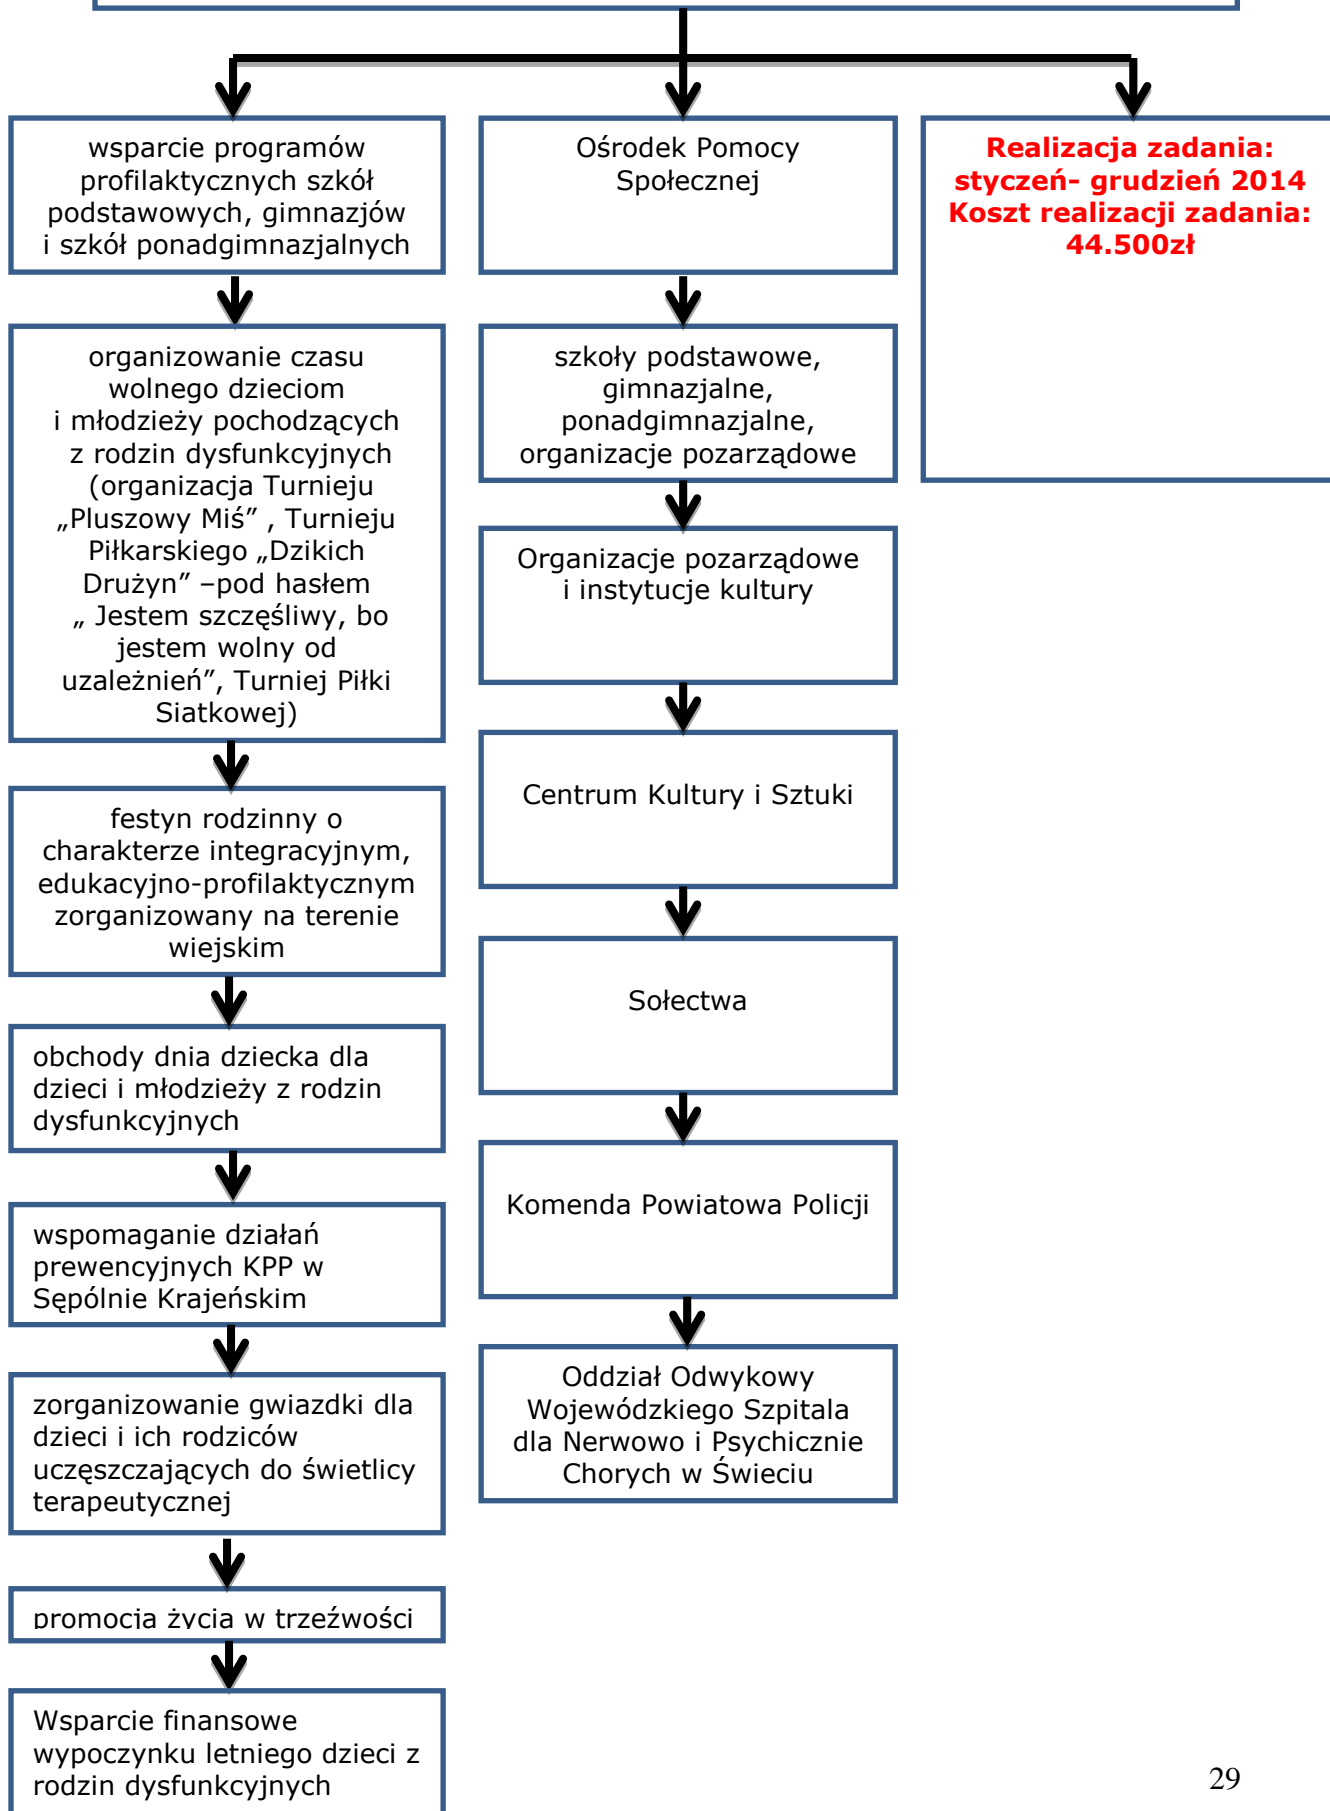 wsparcie programów
profilaktycznych szkół
podstawowych, gimnazjów
i szkół ponadgimnazjalnych
organizowanie czasu
wolnego dzieciom
i młodzieży pochodzących
z rodzin dysfunkcyjnych
(organizacja Turnieju
„Pluszowy Miś” , Turnieju
Piłkarskiego „Dzikich
Drużyn” –pod hasłem
„ Jestem szczęśliwy, bo
jestem wolny od
uzależnień”, Turniej Piłki
Siatkowej)
festyn rodzinny o
charakterze integracyjnym,
edukacyjno-profilaktycznym
zorganizowany na terenie
wiejskim
obchody dnia dziecka dla
dzieci i młodzieży z rodzin
dysfunkcyjnych
wspomaganie działań
prewencyjnych KPP w
Sępólnie Krajeńskim
zorganizowanie gwiazdki dla
dzieci i ich rodziców
uczęszczających do świetlicy
terapeutycznej
promocja życia w trzeźwości
Wsparcie finansowe
wypoczynku letniego dzieci z
rodzin dysfunkcyjnych
Ośrodek Pomocy
Społecznej
szkoły podstawowe,
gimnazjalne,
ponadgimnazjalne,
organizacje pozarządowe
Organizacje pozarządowe
i instytucje kultury
Centrum Kultury i Sztuki
Sołectwa
Komenda Powiatowa Policji
Oddział Odwykowy
Wojewódzkiego Szpitala
dla Nerwowo i Psychicznie
Chorych w Świeciu
Realizacja zadania:
styczeń- grudzień 2014
Koszt realizacji zadania:
44.500zł
29